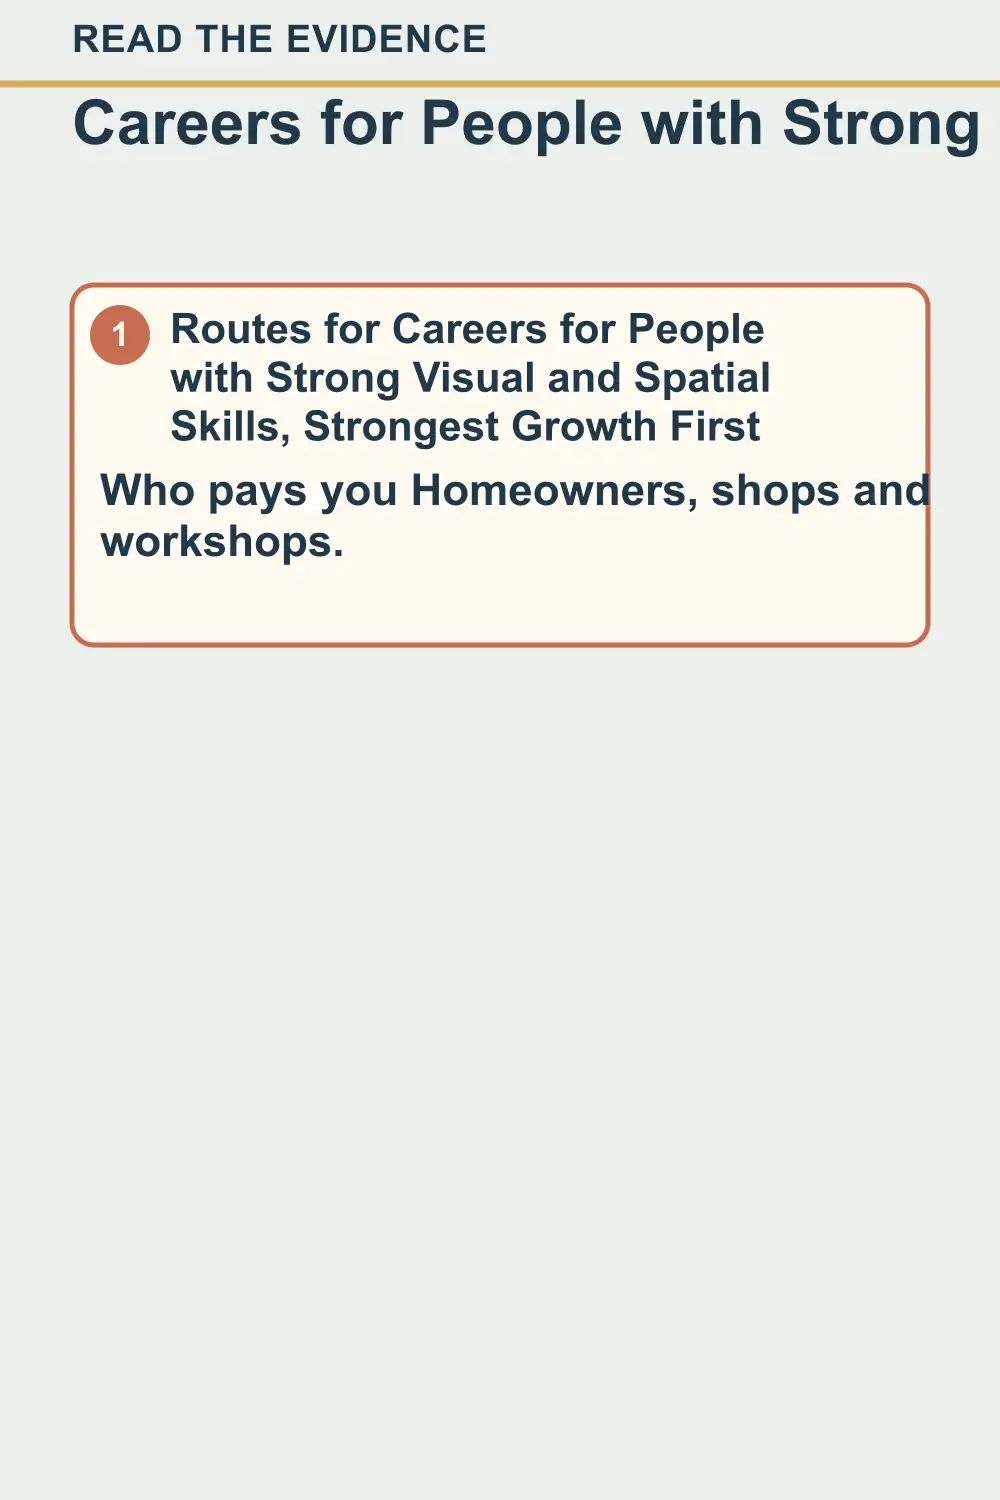 READ THE EVIDENCE
Careers for People with Strong
1
Routes for Careers for People
with Strong Visual and Spatial
Skills, Strongest Growth First
Who pays you Homeowners, shops and
workshops.